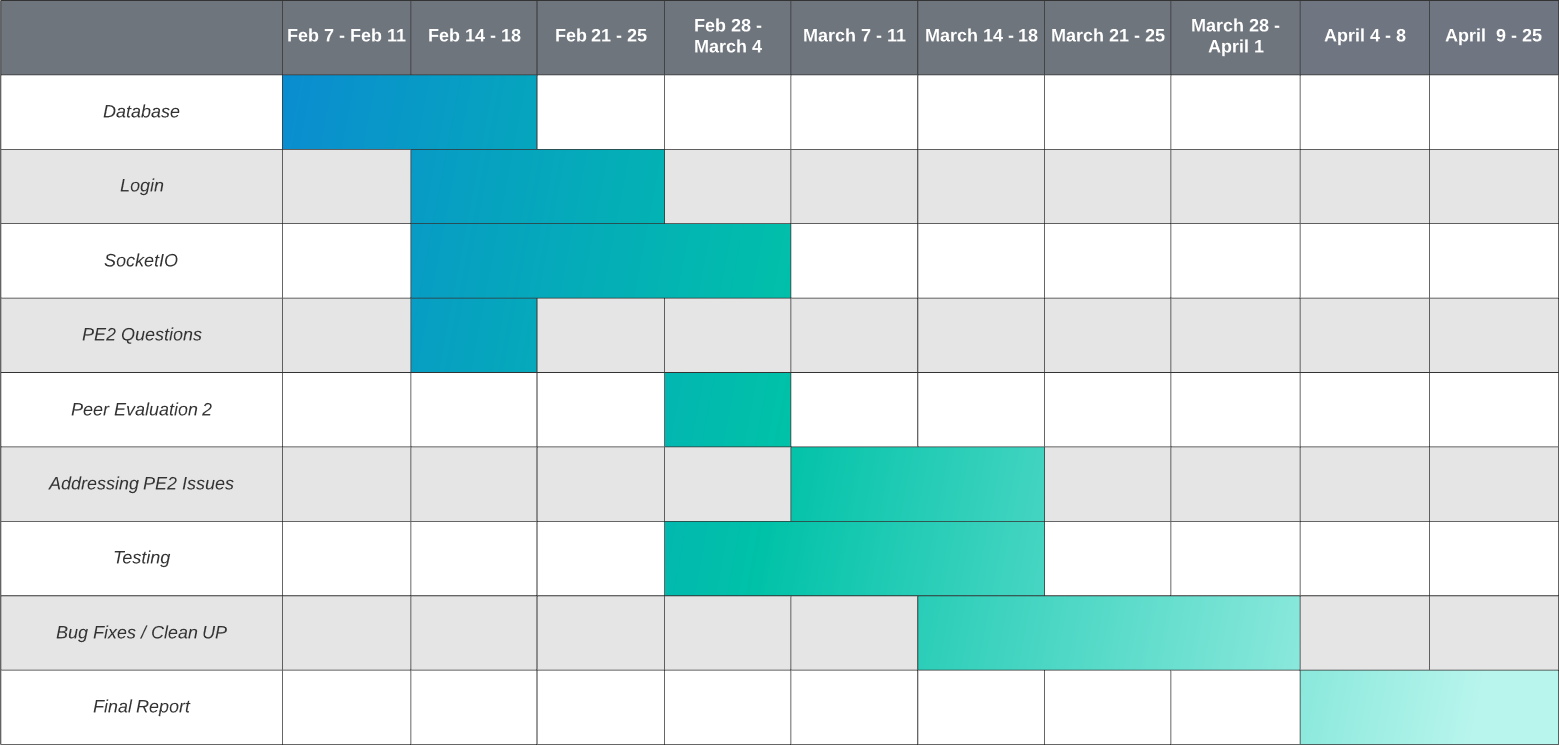 Feb 7 - Feb 11 Feb 14 - 18 Feb 21 - 25 Feb 28 - March 7 - 11 March 14 - 18 March 21 - 25 March 28 - April 4 - 8 April  9 - 25
March 4 April 1
Database
Login
SocketIO
PE2 Questions
Peer Evaluation 2
Addressing PE2 Issues
Testing
Bug Fixes / Clean UP
Final Report